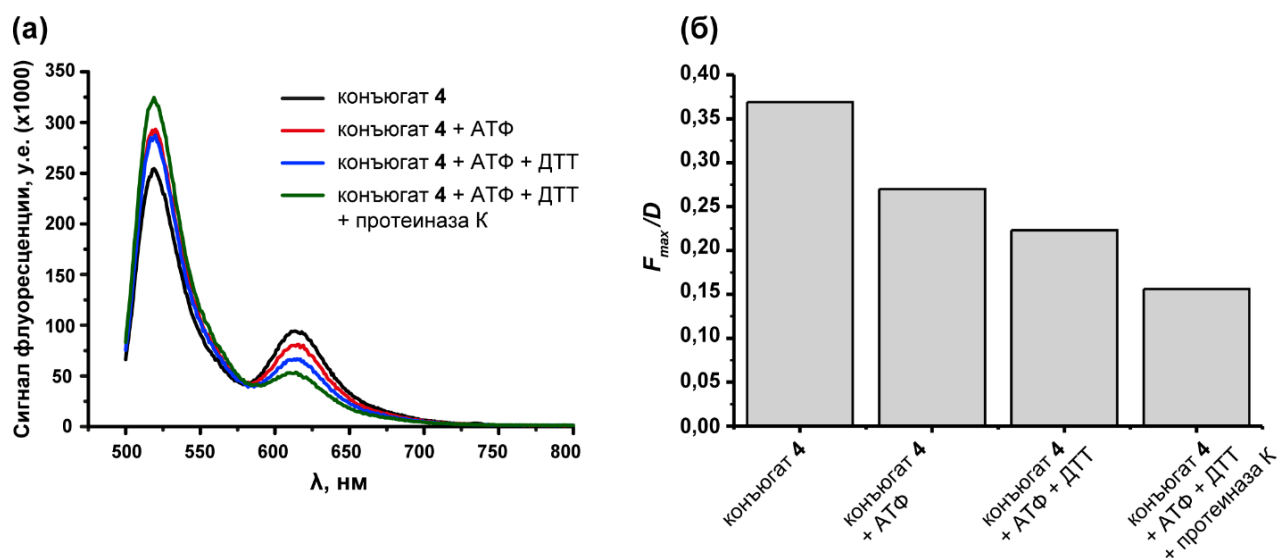 (а)
Сигнал флуоресценции, у.е. (x1000)
350
300
250
200
150
100
50
0
500
550
600
650
700
750
800
λ, нм
конъюгат 4
конъюгат 4 + АТФ
конъюгат 4 + АТФ + ДТТ
конъюгат 4 + АТФ + ДТТ
+ протеиназа К
(б)
Fmax/D
0,40
0,35
0,30
0,25
0,20
0,15
0,10
0,05
0,00
конъюгат 4
конъюгат 4
+ АТФ
конъюгат 4
+ АТФ + ДТТ
конъюгат 4
+ АТФ + ДТТ
+ протеиназа К